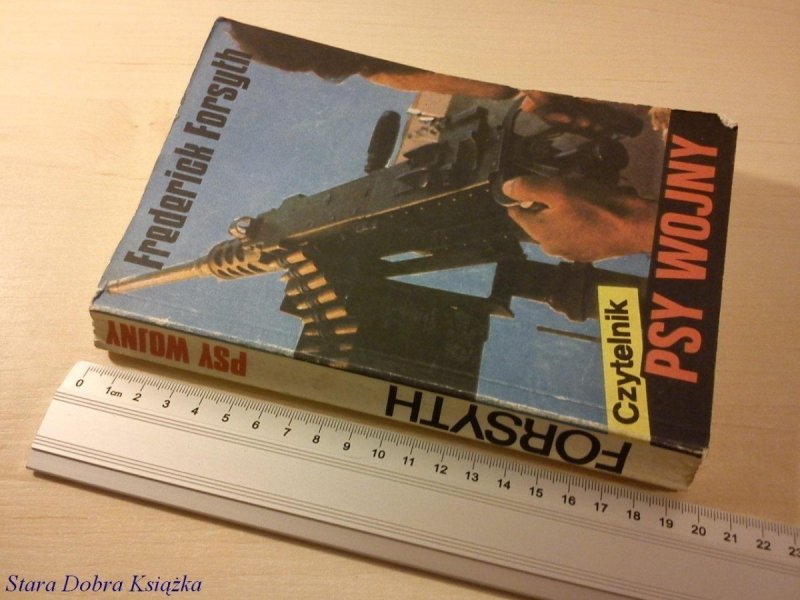 Frederick Forsyth
Czytelnik
PSY WOJNY
PSY WOJNY
FORSYTH
0 1cm 2 3 4 5 6 7 8 9 10 11 12 13 14 15 16 17 18 19 20 21 22 23
Stara Dobra Książka